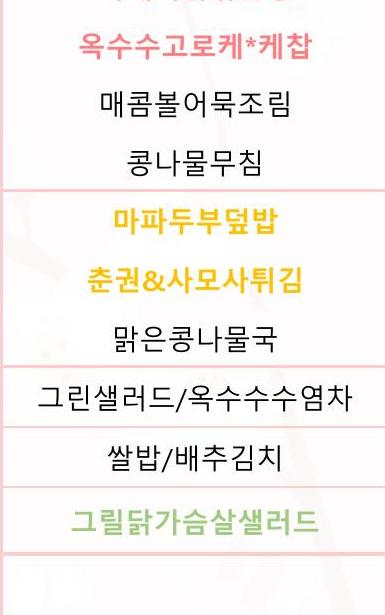 옥수수고로케*케찹
매콤볼어묵조림
콩나물무침
마파두부덮밥
춘권&사모사튀김
맑은콩나물국
그린샐러드/옥수수수염차
쌀밥/배추김치
그릴닭가슴살샐러드